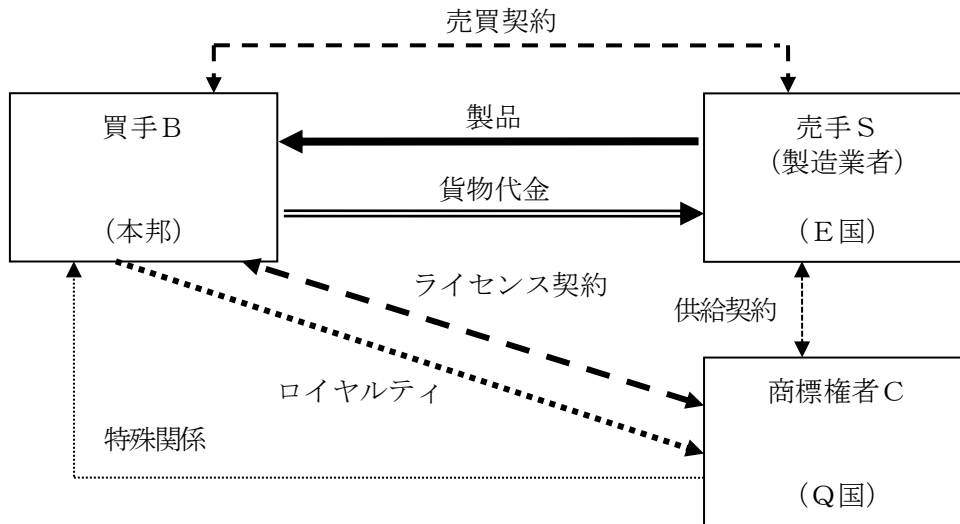 売買契約
買手Ｂ
（本邦）
製品
貨物代金
売手Ｓ
（製造業者）
（Ｅ国）
ライセンス契約
供給契約
ロイヤルティ
特殊関係
商標権者Ｃ
（Ｑ国）